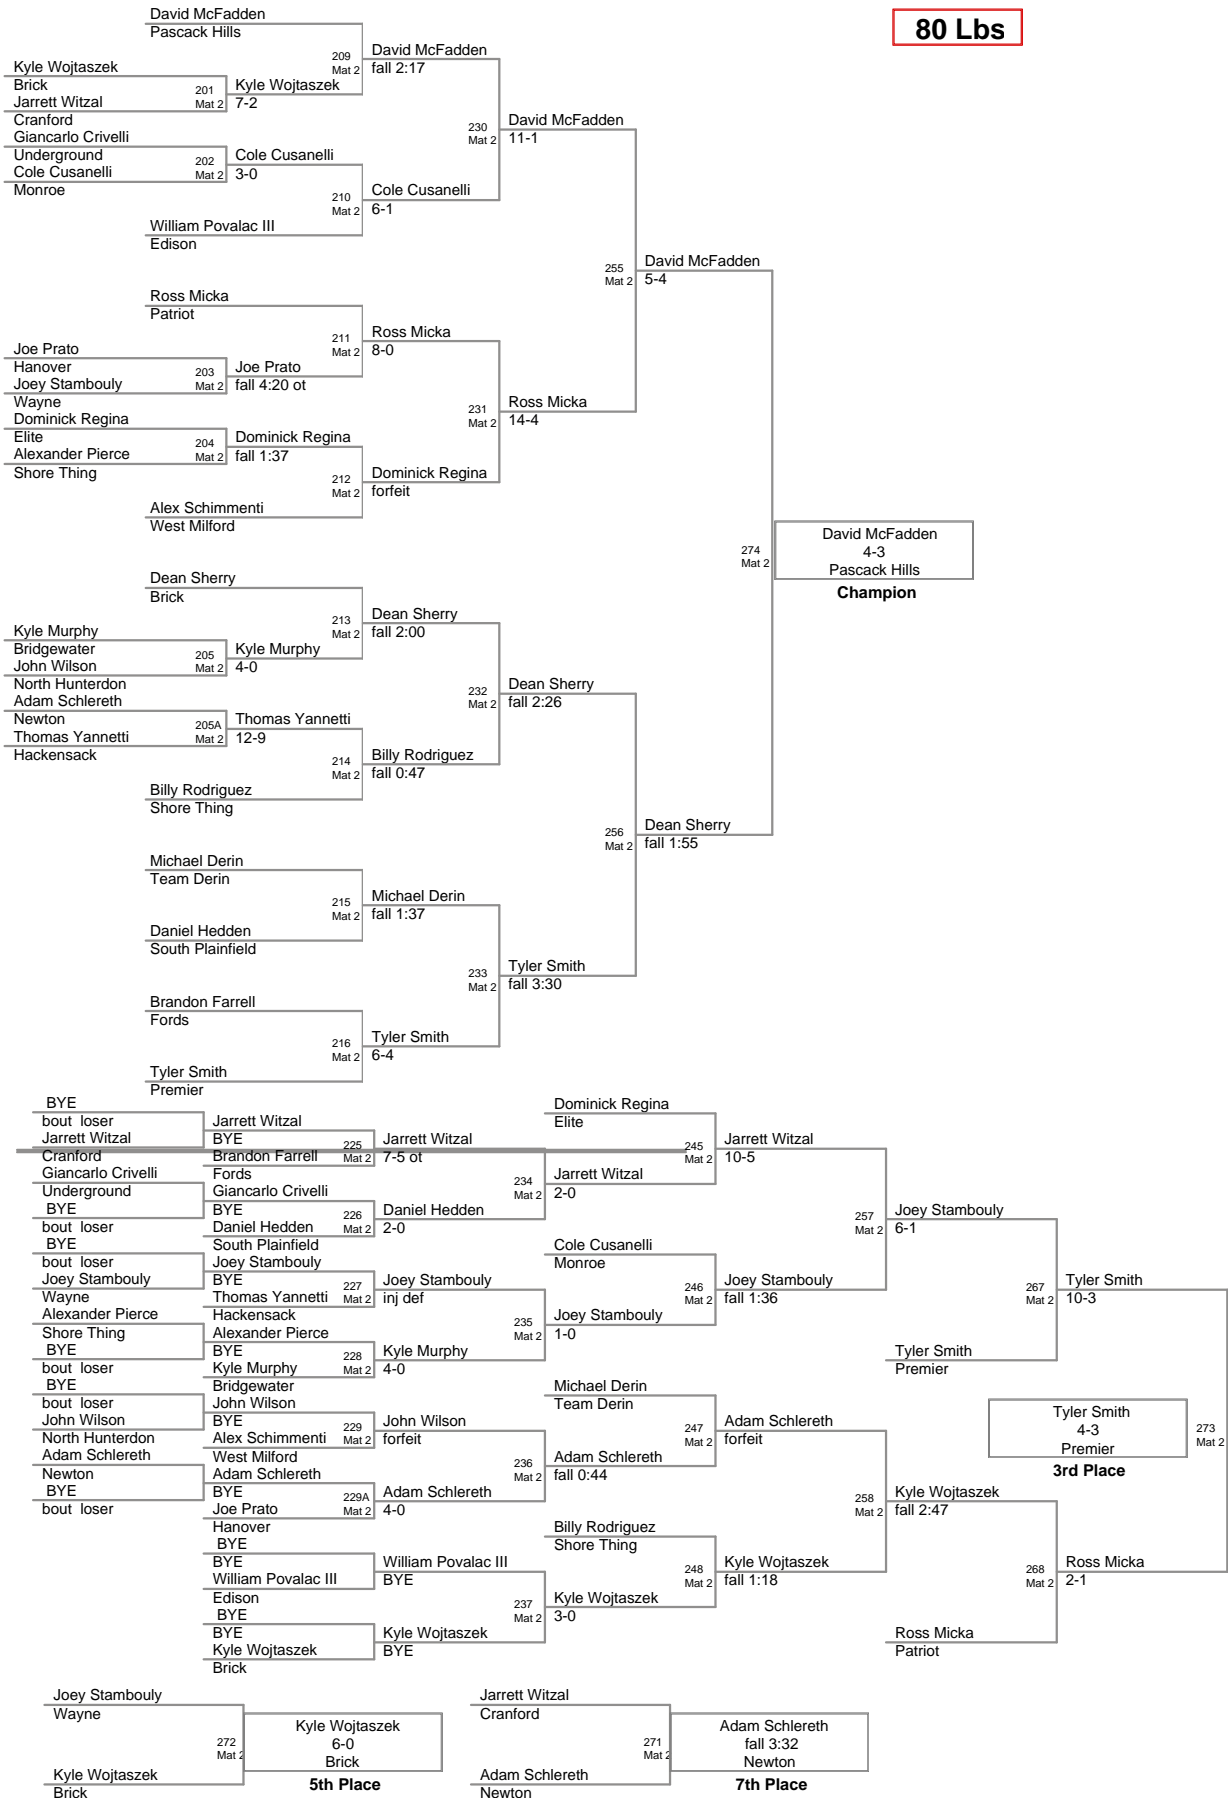 80 Lbs
David McFadden
Pascack Hills
209
Mat 2
David McFadden
fall 2:17
Kyle Wojtaszek
Brick
201
Mat 2
Kyle Wojtaszek
7-2
Jarrett Witzal
Cranford
230
Mat 2
David McFadden
11-1
Giancarlo Crivelli
Underground
202
Mat 2
Cole Cusanelli
3-0
Cole Cusanelli
Monroe
210
Mat 2
Cole Cusanelli
6-1
William Povalac III
Edison
255
Mat 2
David McFadden
5-4
Ross Micka
Patriot
211
Mat 2
Ross Micka
8-0
Joe Prato
Hanover
203
Mat 2
Joe Prato
fall 4:20 ot
Joey Stambouly
Wayne
231
Mat 2
Ross Micka
14-4
Dominick Regina
Elite
204
Mat 2
Dominick Regina
fall 1:37
Alexander Pierce
Shore Thing
212
Mat 2
Dominick Regina
forfeit
Alex Schimmenti
West Milford
274
Mat 2
David McFadden
4-3
Pascack Hills
Champion
Dean Sherry
Brick
213
Mat 2
Dean Sherry
fall 2:00
Kyle Murphy
Bridgewater
205
Mat 2
Kyle Murphy
4-0
John Wilson
North Hunterdon
232
Mat 2
Dean Sherry
fall 2:26
Adam Schlereth
Newton
205A
Mat 2
Thomas Yannetti
12-9
Thomas Yannetti
Hackensack
214
Mat 2
Billy Rodriguez
fall 0:47
Billy Rodriguez
Shore Thing
256
Mat 2
Dean Sherry
fall 1:55
Michael Derin
Team Derin
215
Mat 2
Michael Derin
fall 1:37
Daniel Hedden
South Plainfield
233
Mat 2
Tyler Smith
fall 3:30
Brandon Farrell
Fords
216
Mat 2
Tyler Smith
6-4
Tyler Smith
Premier
BYE
bout loser
Jarrett Witzal
Cranford
Giancarlo Crivelli
Underground
BYE
bout loser
BYE
bout loser
Joey Stambouly
Wayne
Alexander Pierce
Shore Thing
BYE
bout loser
BYE
bout loser
John Wilson
North Hunterdon
Adam Schlereth
Newton
BYE
bout loser
Jarrett Witzal
BYE
Brandon Farrell
Fords
Giancarlo Crivelli
BYE
Daniel Hedden
South Plainfield
Joey Stambouly
BYE
Thomas Yannetti
Hackensack
Alexander Pierce
BYE
Kyle Murphy
Bridgewater
John Wilson
BYE
Alex Schimmenti
West Milford
Adam Schlereth
BYE
Joe Prato
Hanover
BYE
BYE
William Povalac III
Edison
BYE
BYE
Kyle Wojtaszek
Brick
225
Mat 2
Jarrett Witzal
7-5 ot
226
Mat 2
Daniel Hedden
2-0
227
Mat 2
Joey Stambouly
inj def
228
Mat 2
Kyle Murphy
4-0
229
Mat 2
John Wilson
forfeit
229A
Mat 2
Adam Schlereth
4-0
William Povalac III
BYE
Kyle Wojtaszek
BYE
Dominick Regina
Elite
234
Mat 2
Jarrett Witzal
2-0
Cole Cusanelli
Monroe
235
Mat 2
Joey Stambouly
1-0
Michael Derin
Team Derin
236
Mat 2
Adam Schlereth
fall 0:44
Billy Rodriguez
Shore Thing
237
Mat 2
Kyle Wojtaszek
3-0
245
Mat 2
Jarrett Witzal
10-5
246
Mat 2
Joey Stambouly
fall 1:36
247
Mat 2
Adam Schlereth
forfeit
248
Mat 2
Kyle Wojtaszek
fall 1:18
257
Mat 2
Joey Stambouly
6-1
Tyler Smith
Premier
258
Mat 2
Kyle Wojtaszek
fall 2:47
Ross Micka
Patriot
267
Mat 2
Tyler Smith
10-3
268
Mat 2
Ross Micka
2-1
Tyler Smith
4-3
Premier
3rd Place
273
Mat 2
Joey Stambouly
Wayne
272
Mat 2
Kyle Wojtaszek
6-0
Brick
5th Place
Kyle Wojtaszek
Brick
Jarrett Witzal
Cranford
271
Mat 2
Adam Schlereth
fall 3:32
Newton
7th Place
Adam Schlereth
Newton